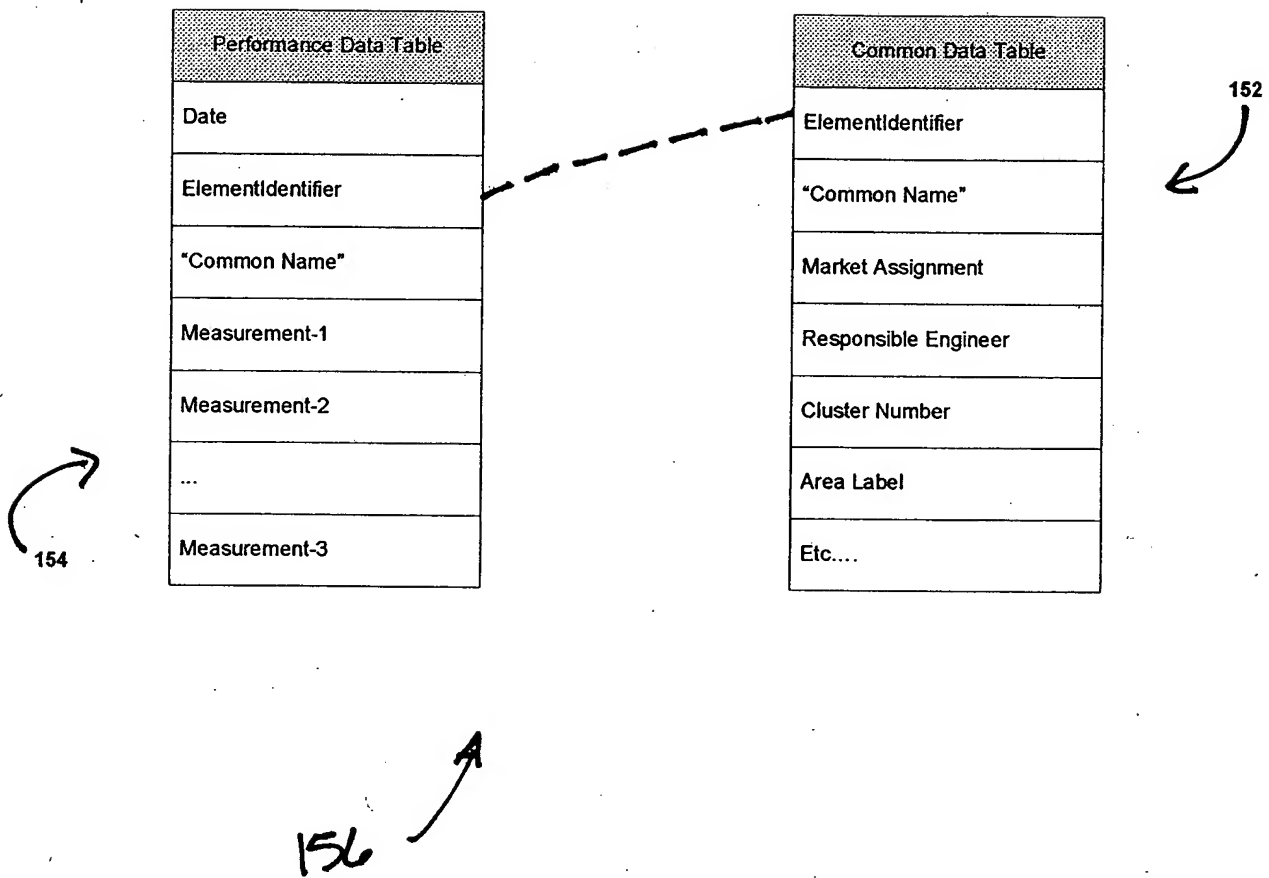 Performance Data Table
Date
ElementIdentifier
"Common Name"
Measurement-1
Measurement-2
...
Measurement-3
154
Common Data Table
ElementIdentifier
"Common Name"
Market Assignment
Responsible Engineer
Cluster Number
Area Label
Etc....
152
156